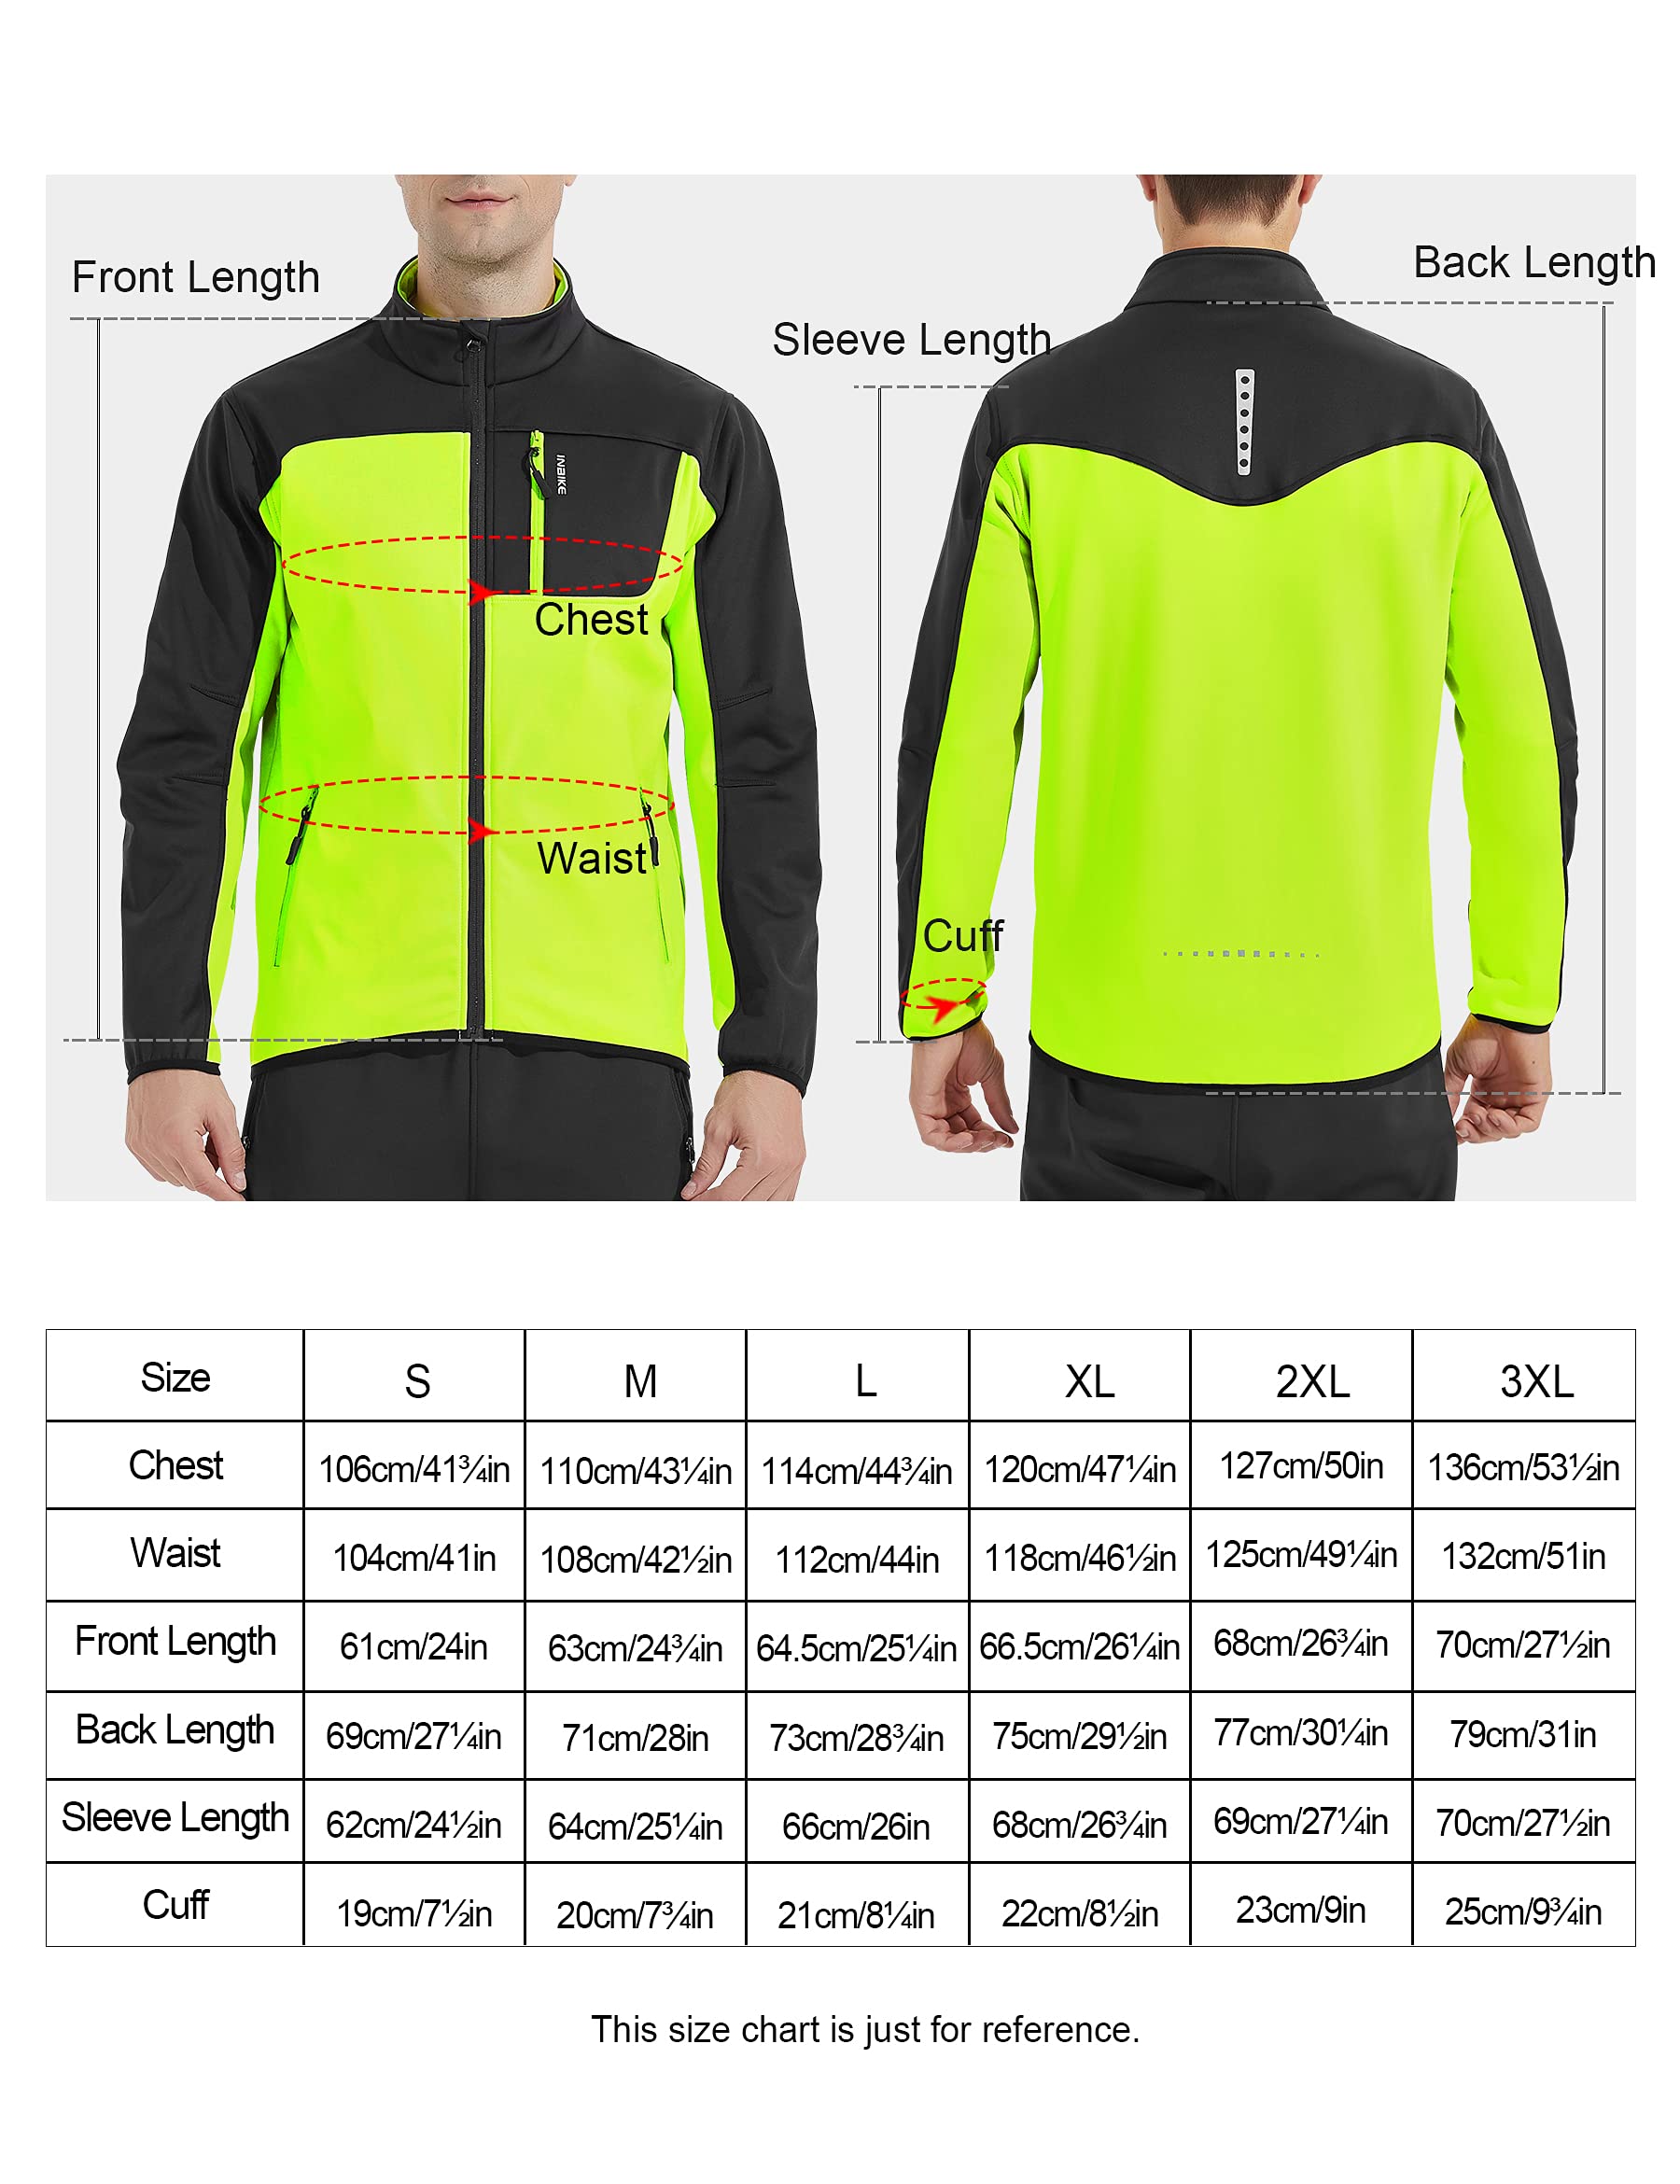 Front Length
Back Length
Sleeve Length
INBIKE
Chest
Waist
Cuff
Size S M L XL 2XL 3XL
Chest 106cm/41¾in 110cm/43¼in 114cm/44¾in 120cm/47¼in 127cm/50in 136cm/53½in
Waist 104cm/41in 108cm/42½in 112cm/44in 118cm/46½in 125cm/49¼in 132cm/51in
Front Length 61cm/24in 63cm/24¾in 64.5cm/25¼in 66.5cm/26¼in 68cm/26¾in 70cm/27½in
Back Length 69cm/27¼in 71cm/28in 73cm/28¾in 75cm/29½in 77cm/30¼in 79cm/31in
Sleeve Length 62cm/24½in 64cm/25¼in 66cm/26in 68cm/26¾in 69cm/27¼in 70cm/27½in
Cuff 19cm/7½in 20cm/7¾in 21cm/8¼in 22cm/8½in 23cm/9in 25cm/9¾in
This size chart is just for reference.